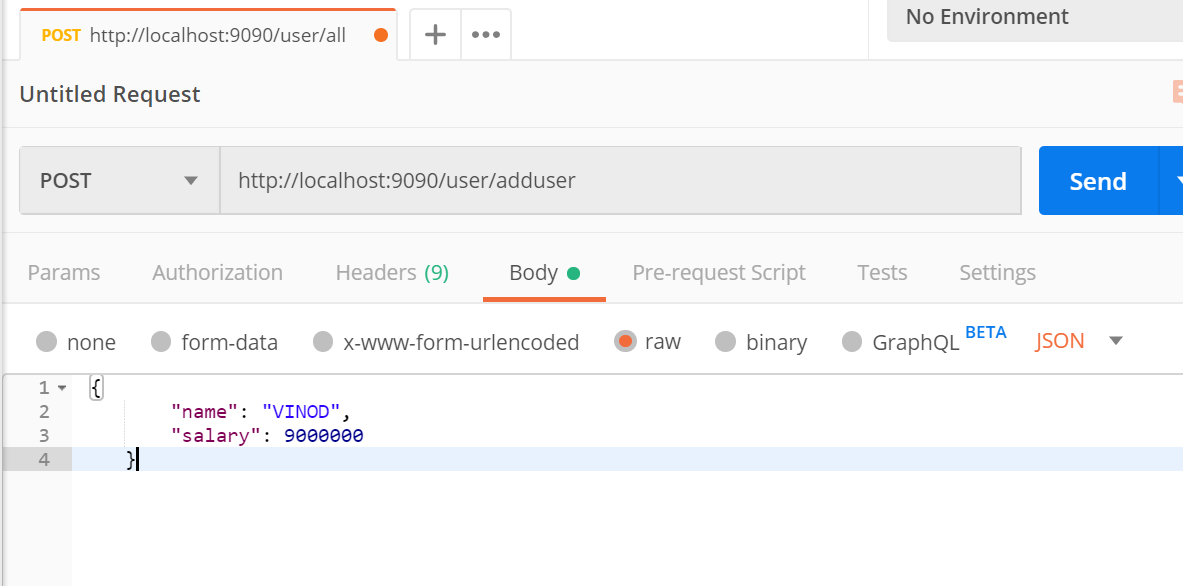 POST http://localhost:9090/user/all
No Environment
Untitled Request
POST http://localhost:9090/user/adduser Send
Params Authorization Headers (9) Body Pre-request Script Tests Settings
none form-data x-www-form-urlencoded raw binary GraphQL BETA JSON
1 {
2 "name": "VINOD",
3 "salary": 9000000
4 }